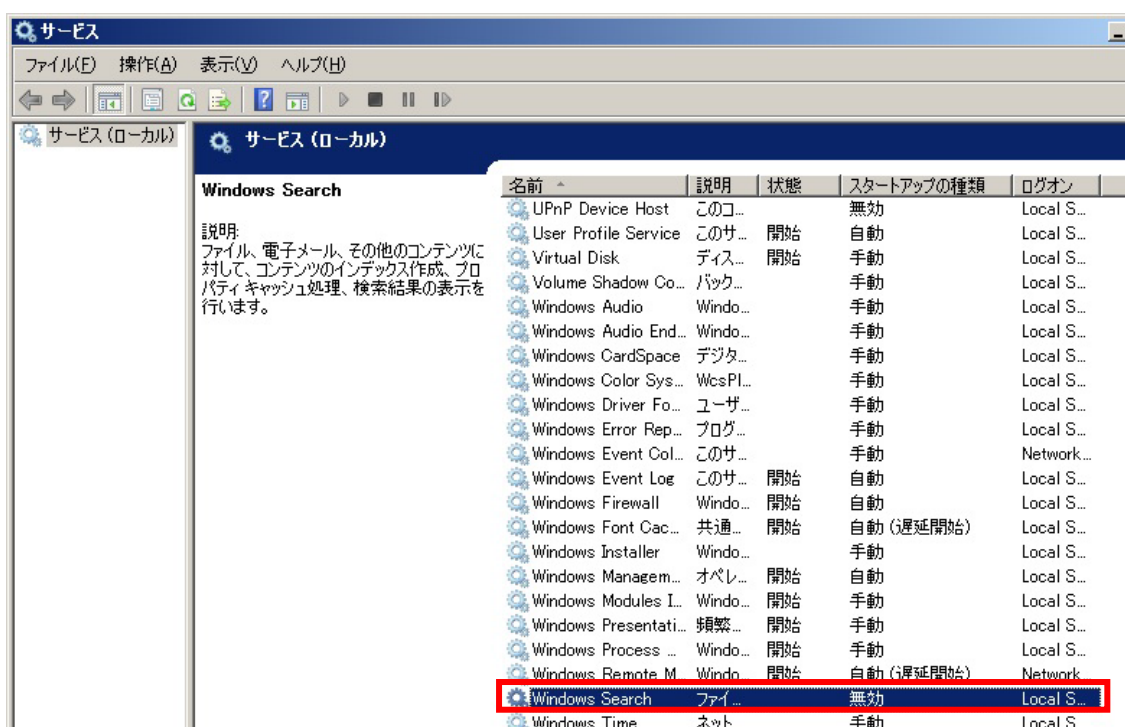 サービス
ファイル(F) 操作(A) 表示(V) ヘルプ(H)
サービス (ローカル)
サービス (ローカル)
Windows Search
説明:
ファイル、電子メール、その他のコンテンツに
対して、コンテンツのインデックス作成、プロ
パティ キャッシュ処理、検索結果の表示を
行います。
名前 説明 状態 スタートアップの種類 ログオン
UPnP Device Host このコ... 無効 Local S...
User Profile Service このサ... 開始 自動 Local S...
Virtual Disk ディス... 開始 手動 Local S...
Volume Shadow Co... バック... 手動 Local S...
Windows Audio Windo... 手動 Local S...
Windows Audio End... Windo... 手動 Local S...
Windows CardSpace デジタ... 手動 Local S...
Windows Color Sys... WcsPl... 手動 Local S...
Windows Driver Fo... ユーザ... 手動 Local S...
Windows Error Rep... プログ... 手動 Local S...
Windows Event Col... このサ... 手動 Network...
Windows Event Log このサ... 開始 自動 Local S...
Windows Firewall Windo... 開始 自動 Local S...
Windows Font Cac... 共通... 開始 自動 (遅延開始) Local S...
Windows Installer Windo... 手動 Local S...
Windows Managem... オペレ... 開始 自動 Local S...
Windows Modules I... Windo... 開始 手動 Local S...
Windows Presentati... 頻繁... 開始 手動 Local S...
Windows Process ... Windo... 開始 手動 Local S...
Windows Remote M... Windo... 開始 自動 (遅延開始) Network...
Windows Search ファイ... 無効 Local S...
Windows Time ネット... 手動 Local S...